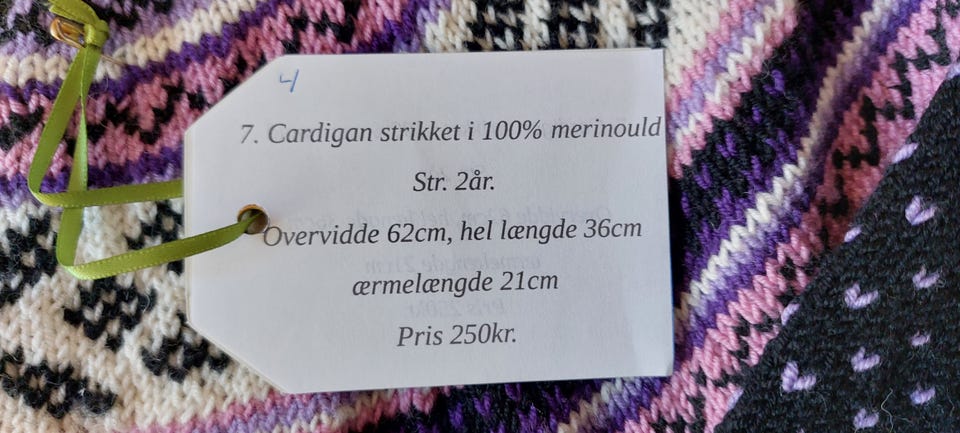 4
7. Cardigan strikket i 100% merinould
Str. 2år.
Overvidde 62cm, hel længde 36cm
ærmelængde 21cm
Pris 250kr.